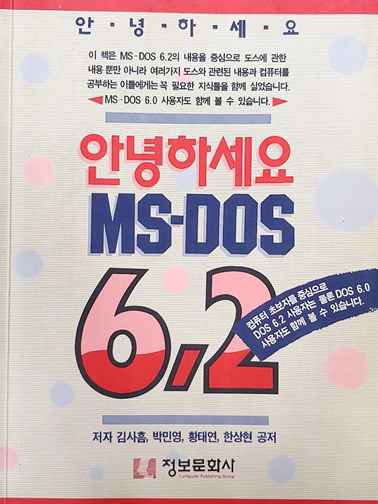 안·녕·하·세·요
이 책은 MS-DOS 6.2의 내용을 중심으로 도스에 관한
내용 뿐만 아니라 여러가지 도스와 관련된 내용과 컴퓨터를
공부하는 이들에게는 꼭 필요한 지식들을 함께 실었습니다.
◀MS-DOS 6.0 사용자도 함께 볼 수 있습니다.▶
안녕하세요
MS-DOS
6,2
컴퓨터 초보자를 중심으로
DOS 6.2 사용자는 물론 DOS 6.0
사용자도 함께 볼 수 있습니다.
저자 김사흠, 박민영, 황태연, 한상현 공저
정보문화사
Computer Publishing Group